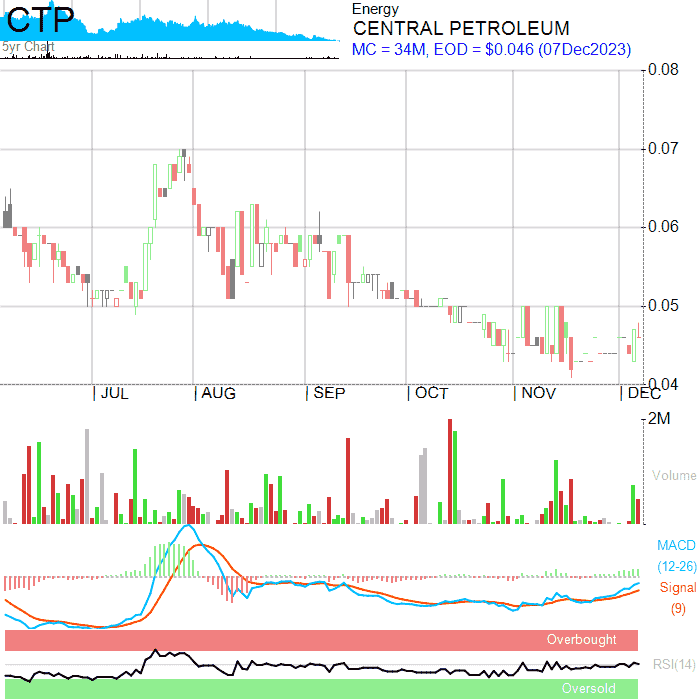 CTP
5yr Chart
Energy
CENTRAL PETROLEUM
MC = 34M, EOD = $0.046 (07Dec2023)
0.08
0.07
0.06
0.05
0.04
JUL AUG SEP OCT NOV DEC
2M
Volume
MACD
(12-26)
Signal
(9)
Overbought
RSI(14)
Oversold